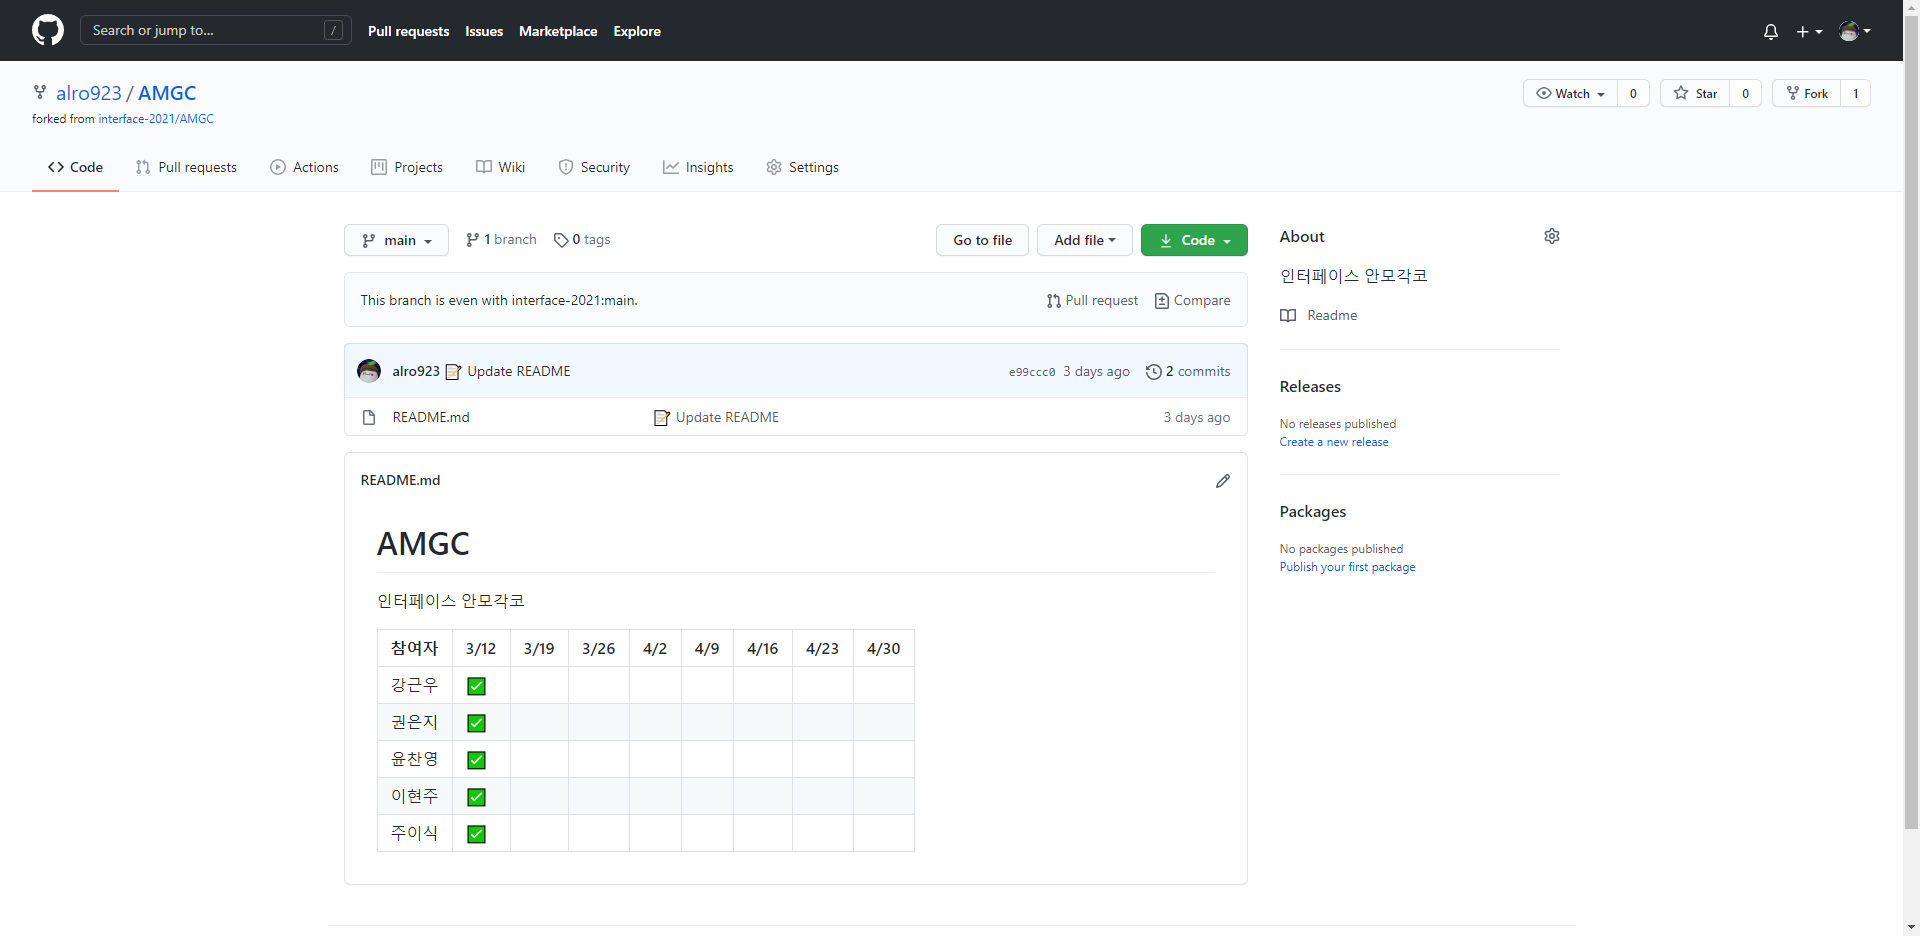 Search or jump to... /
Pull requests Issues Marketplace Explore
alro923 / AMGC
Watch 0 Star 0 Fork 1
forked from interface-2021/AMGC
Code Pull requests Actions Projects Wiki Security Insights Settings
main 1 branch 0 tags Go to file Add file Code
This branch is even with interface-2021:main. Pull request Compare
alro923 📝 Update README e99ccc0 3 days ago 2 commits
README.md 📝 Update README 3 days ago
README.md
AMGC
인터페이스 안모각코
참여자 3/12 3/19 3/26 4/2 4/9 4/16 4/23 4/30
강근우 ✅
권은지 ✅
윤찬영 ✅
이현주 ✅
주이식 ✅
About
인터페이스 안모각코
Readme
Releases
No releases published
Create a new release
Packages
No packages published
Publish your first package